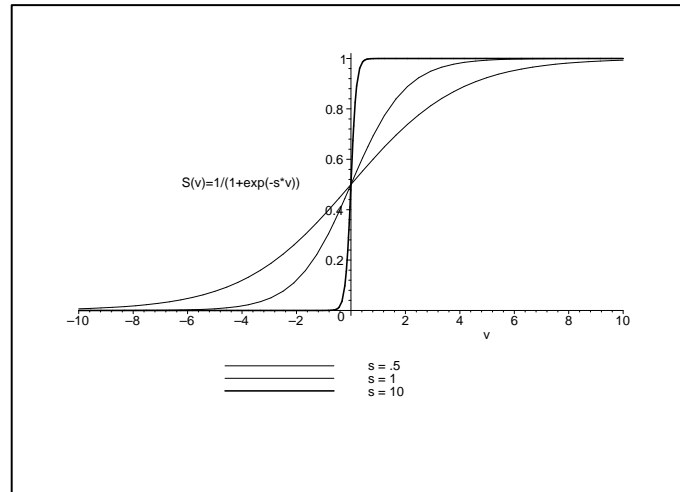 1
0.8
0.6
S(v)=1/(1+exp(-s*v))
0.4
0.2
0
−10 −8 −6 −4 −2 2 4 6 8 10
v
s = .5
s = 1
s = 10